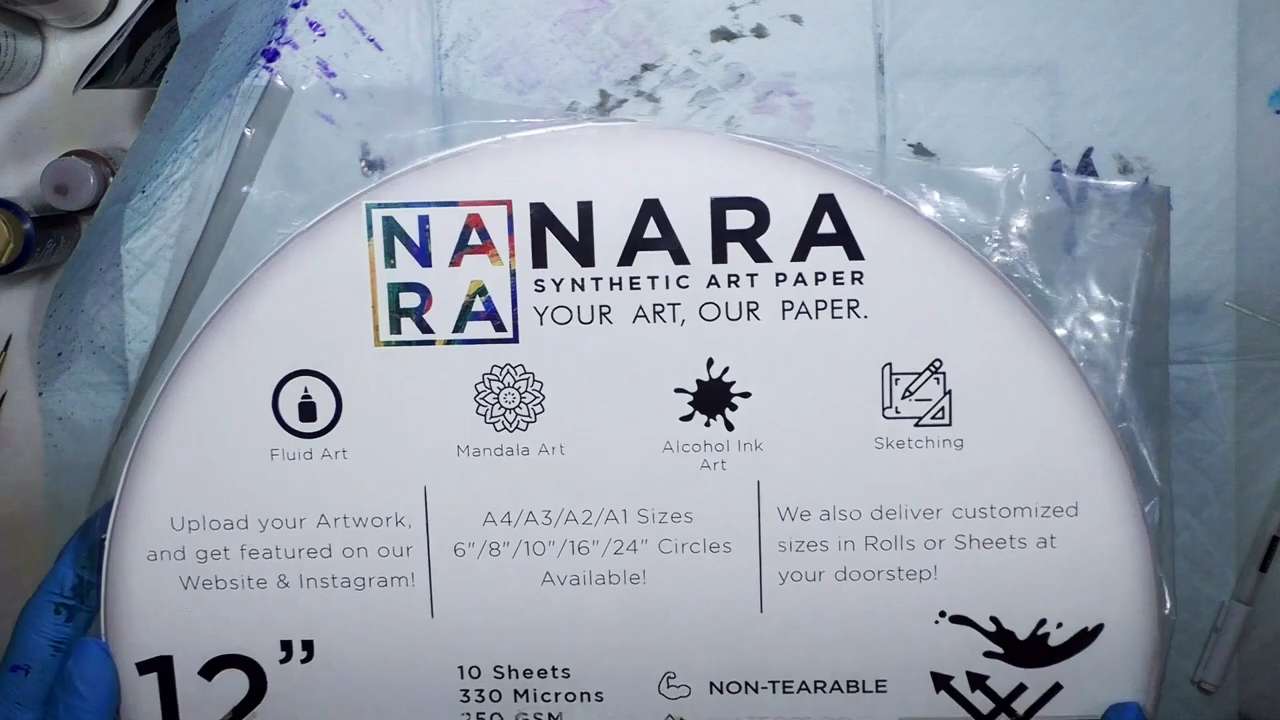 NA
RA
NARA
SYNTHETIC ART PAPER
YOUR ART, OUR PAPER.
Fluid Art
Mandala Art
Alcohol Ink
Art
Sketching
Upload your Artwork,
and get featured on our
Website & Instagram!
A4/A3/A2/A1 Sizes
6"/8"/10"/16"/24" Circles
Available!
We also deliver customized
sizes in Rolls or Sheets at
your doorstep!
12”
10 Sheets
330 Microns
NON-TEARABLE